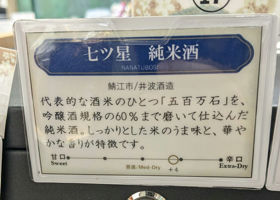 17
七ツ星 純米酒
NANATUBOSHI
鯖江市/井波酒造
代表的な酒米のひとつ「五百万石」を、
吟醸酒規格の60%まで磨いて仕込んだ
純米酒。しっかりとした米のうま味と、華や
かな香りが特徴です。
甘口 辛口
Sweet 普通/Med-Dry Extra-Dry
+4